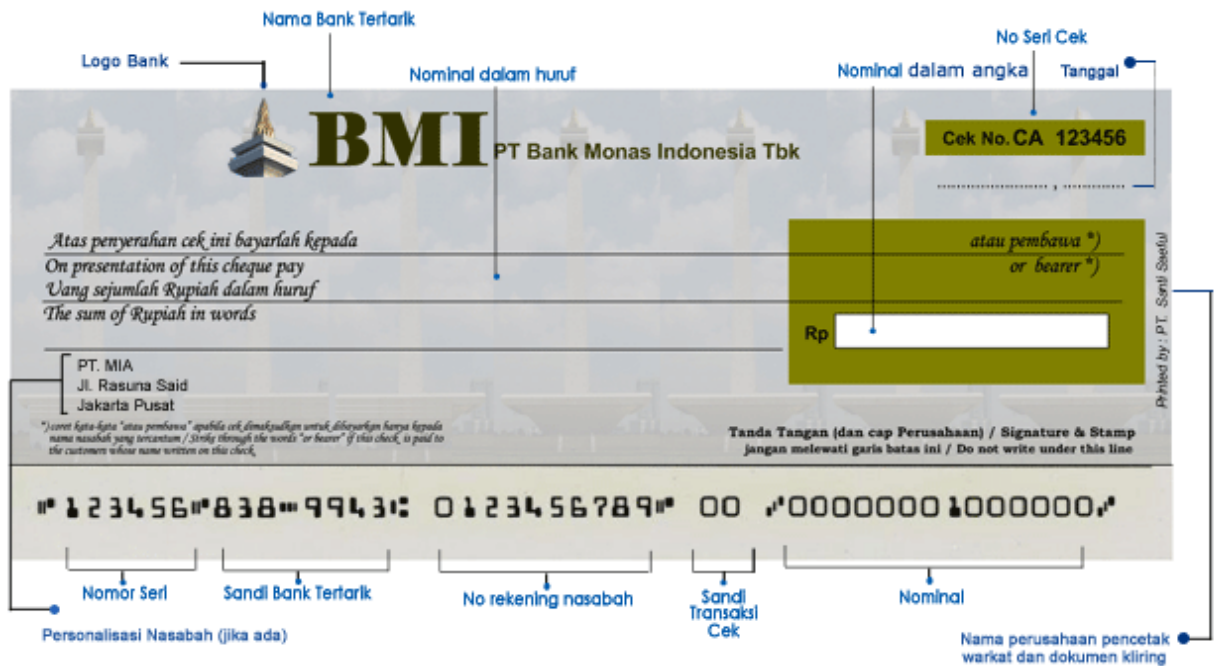 Nama Bank Tertarik
No Seri Cek
Logo Bank
Nominal dalam huruf
Nominal dalam angka
Tanggal
BMI PT Bank Monas Indonesia Tbk
Cek No. CA 123456
.................... , ............
Atas penyerahan cek ini bayarlah kepada
atau pembawa *)
On presentation of this cheque pay
or bearer *)
Uang sejumlah Rupiah dalam huruf
The sum of Rupiah in words
Rp
Printed by : PT. Santi Saeful
PT. MIA
Jl. Rasuna Said
Jakarta Pusat
*) coret kata-kata "atau pembawa" apabila cek dimaksudkan untuk dibayarkan hanya kepada
nama nasabah yang tercantum / Strike through the words "or bearer" if this check is paid to
the customers whose name written on this check
Tanda Tangan (dan cap Perusahaan) / Signature & Stamp
jangan melewati garis batas ini / Do not write under this line
⑈123456⑈838⑉9943⑆ 0123456789⑈ 00 ⑇00000001000000⑇
Nomor Seri
Sandi Bank Tertarik
No rekening nasabah
Sandi
Transaksi
Cek
Nominal
Personalisasi Nasabah (jika ada)
Nama perusahaan pencetak
warkat dan dokumen kliring